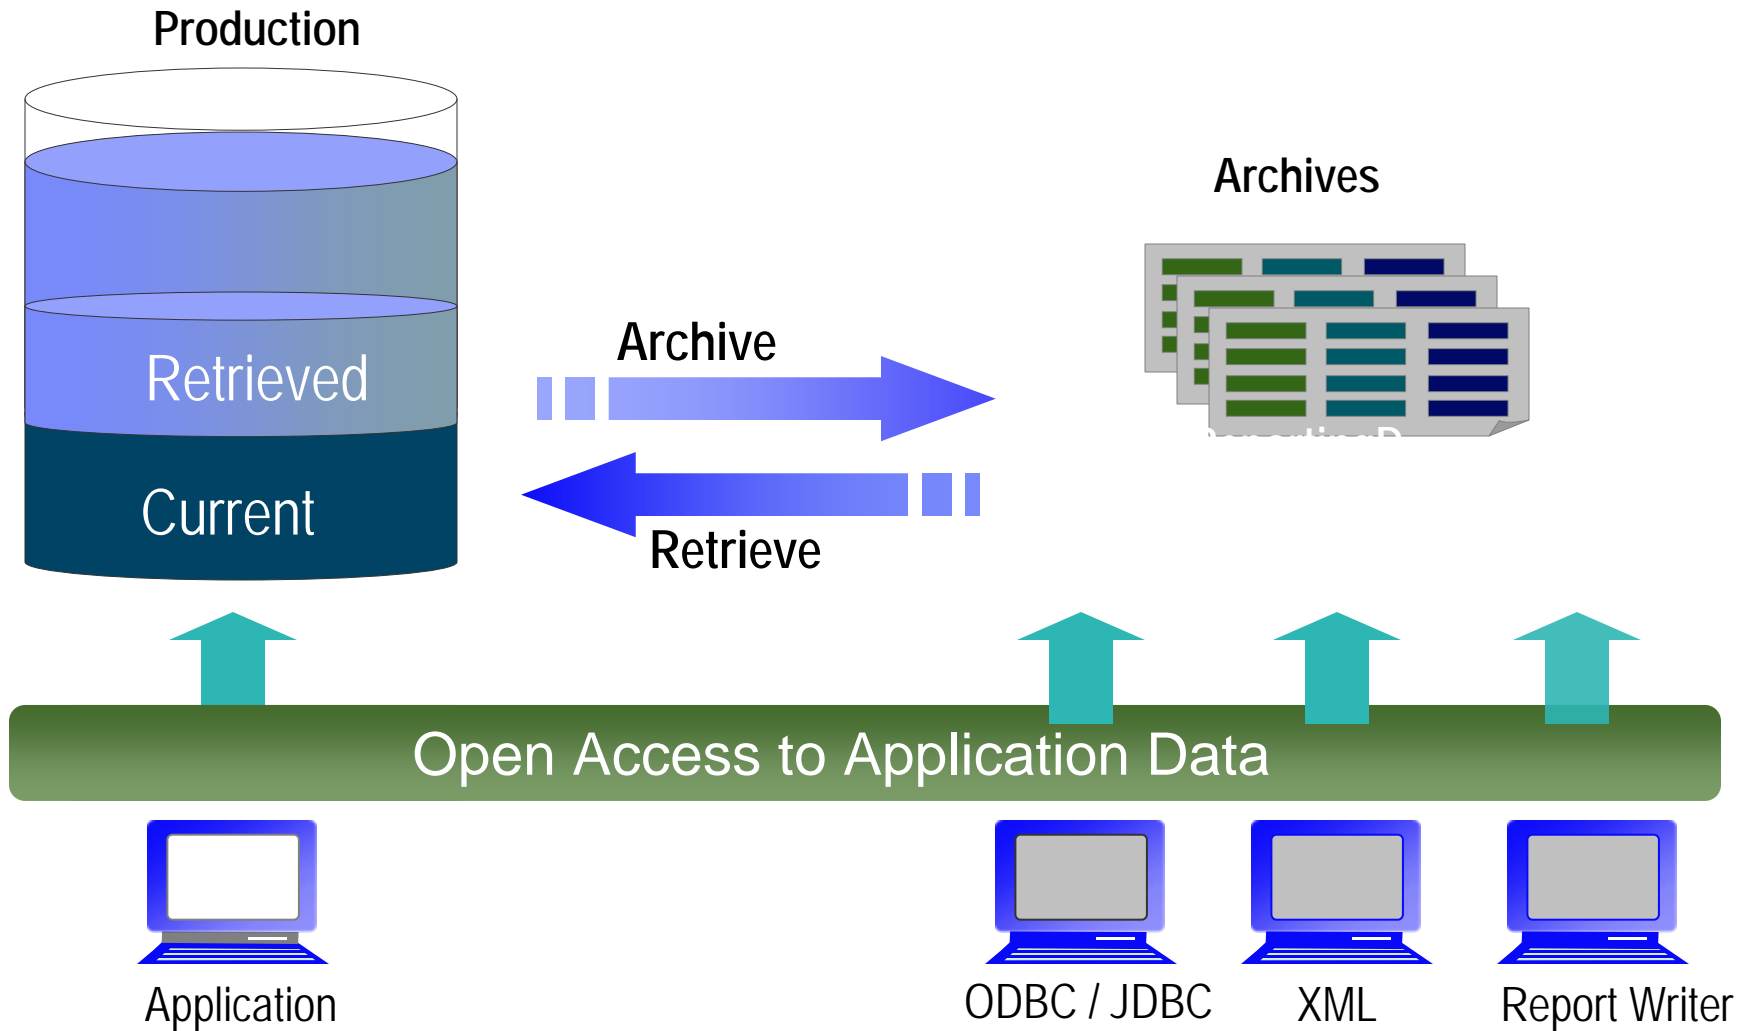 Production
Archives
Archive
Retrieved
Current
Retrieve
Open Access to Application Data
Application
ODBC / JDBC
XML
Report Writer